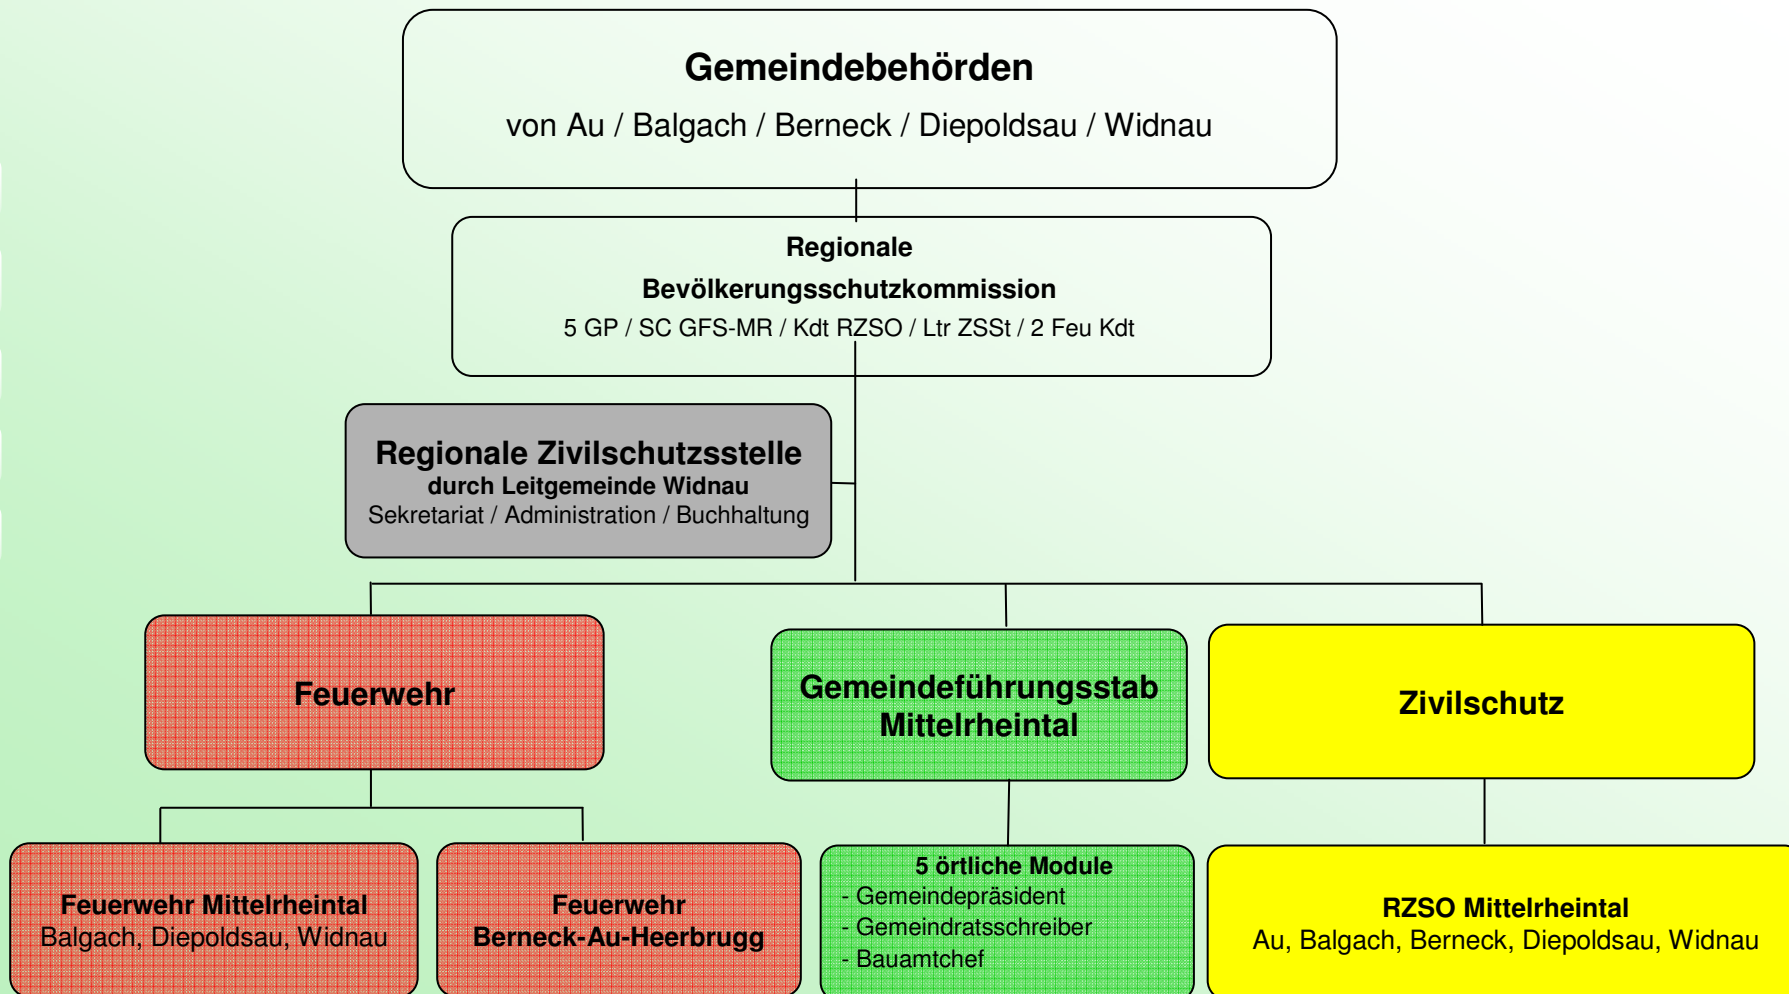 Gemeindebehörden
von Au / Balgach / Berneck / Diepoldsau / Widnau
Regionale
Bevölkerungsschutzkommission
5 GP / SC GFS-MR / Kdt RZSO / Ltr ZSSt / 2 Feu Kdt
Regionale Zivilschutzsstelle
durch Leitgemeinde Widnau
Sekretariat / Administration / Buchhaltung
Feuerwehr
Gemeindeführungsstab
Mittelrheintal
Zivilschutz
Feuerwehr Mittelrheintal
Balgach, Diepoldsau, Widnau
Feuerwehr
Berneck-Au-Heerbrugg
5 örtliche Module
- Gemeindepräsident
- Gemeindratsschreiber
- Bauamtchef
RZSO Mittelrheintal
Au, Balgach, Berneck, Diepoldsau, Widnau